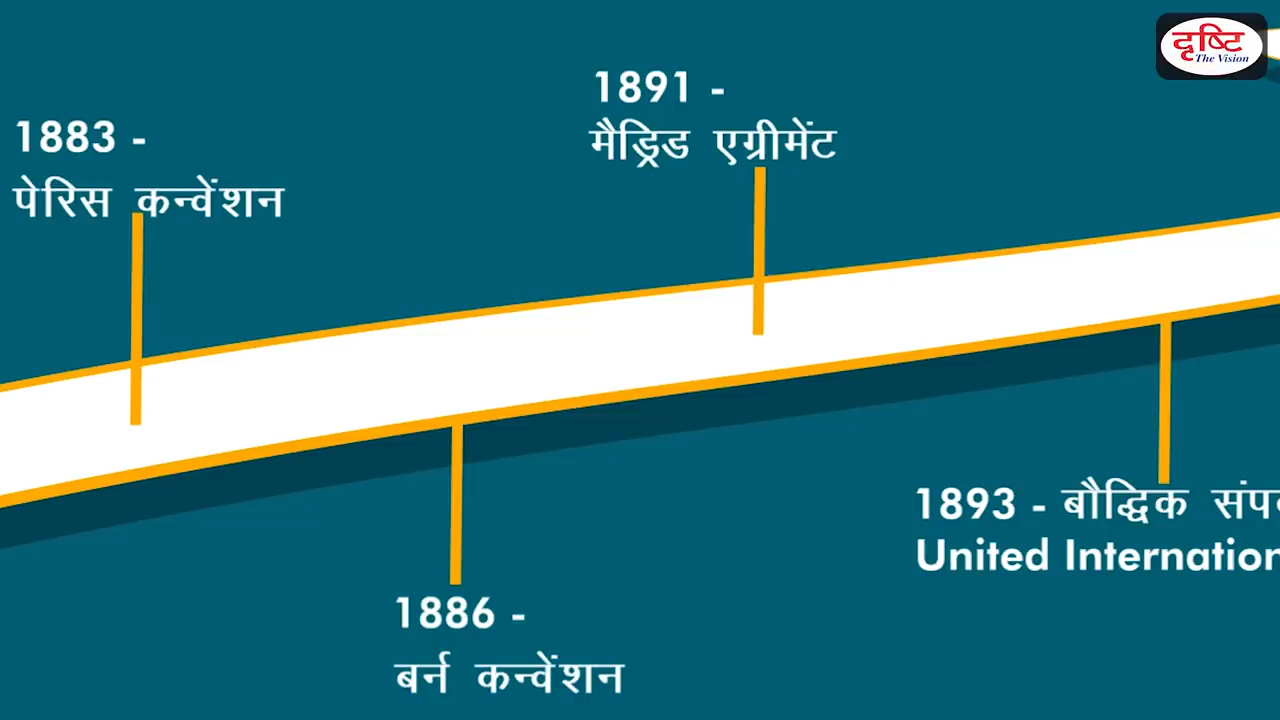 दृष्टि
The Vision
1891 -
मैड्रिड एग्रीमेंट
1883 -
पेरिस कन्वेंशन
1893 - बौद्धिक
United
1886 -
बर्न कन्वेंशन